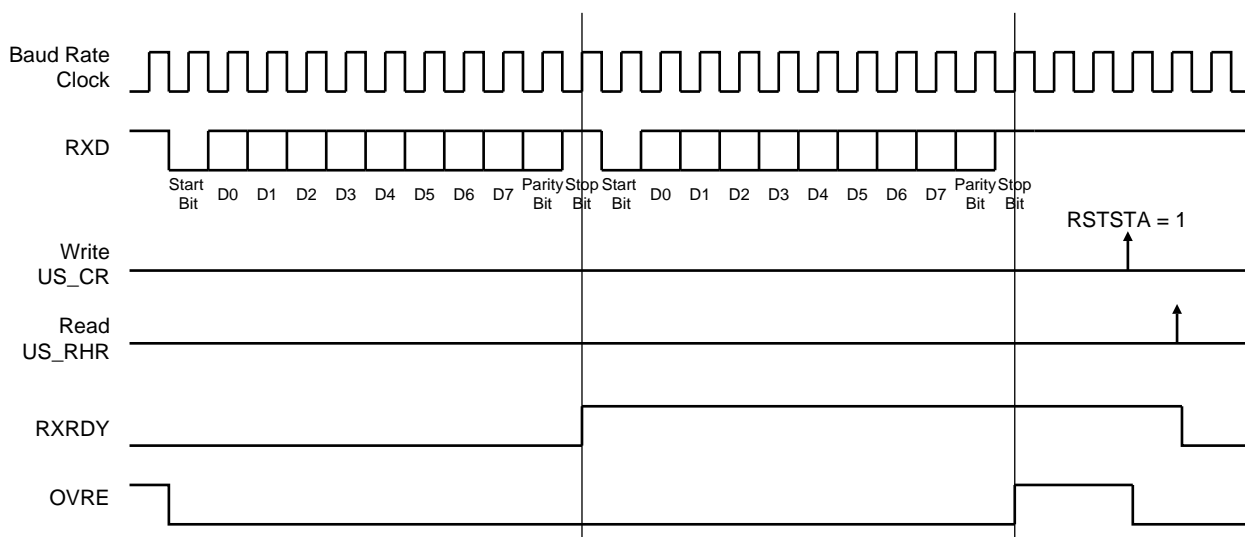 Baud Rate
Clock
RXD
Start
Bit
D0
D1
D2
D3
D4
D5
D6
D7
Parity
Bit
Stop
Bit
Start
Bit
D0
D1
D2
D3
D4
D5
D6
D7
Parity
Bit
Stop
Bit
RSTSTA = 1
Write
US_CR
Read
US_RHR
RXRDY
OVRE